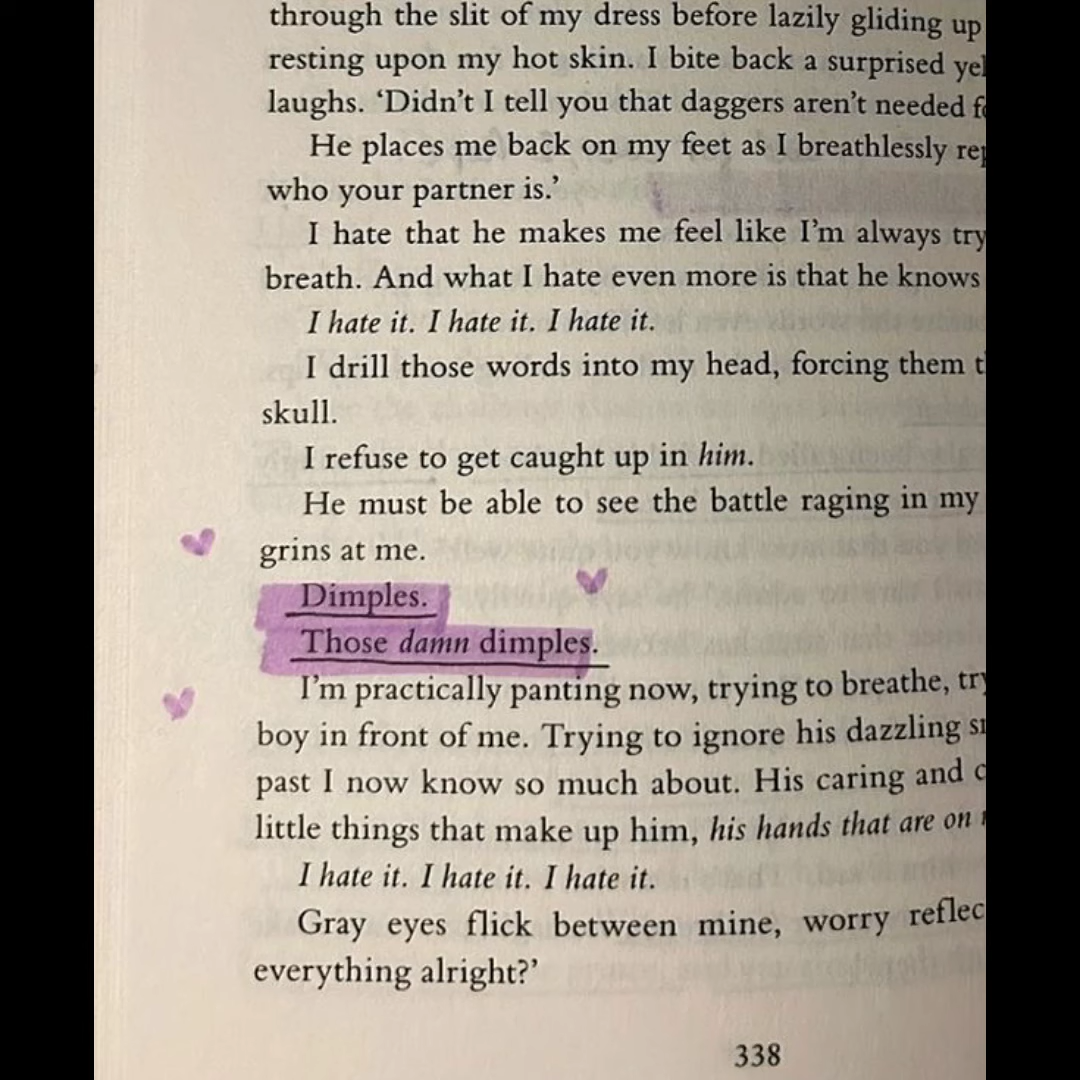 through the slit of my dress before lazily gliding up
resting upon my hot skin. I bite back a surprised
laughs. ‘Didn’t I tell you that daggers aren’t needed
He places me back on my feet as I breathlessly
who your partner is.’
I hate that he makes me feel like I’m always
breath. And what I hate even more is that he knows
I hate it. I hate it. I hate it.
I drill those words into my head, forcing them
skull.
I refuse to get caught up in him.
He must be able to see the battle raging in my
grins at me.
Dimples.
Those damn dimples.
I’m practically panting now, trying to breathe,
boy in front of me. Trying to ignore his dazzling
past I now know so much about. His caring and
little things that make up him, his hands that are on
I hate it. I hate it. I hate it.
Gray eyes flick between mine, worry
everything alright?’
338